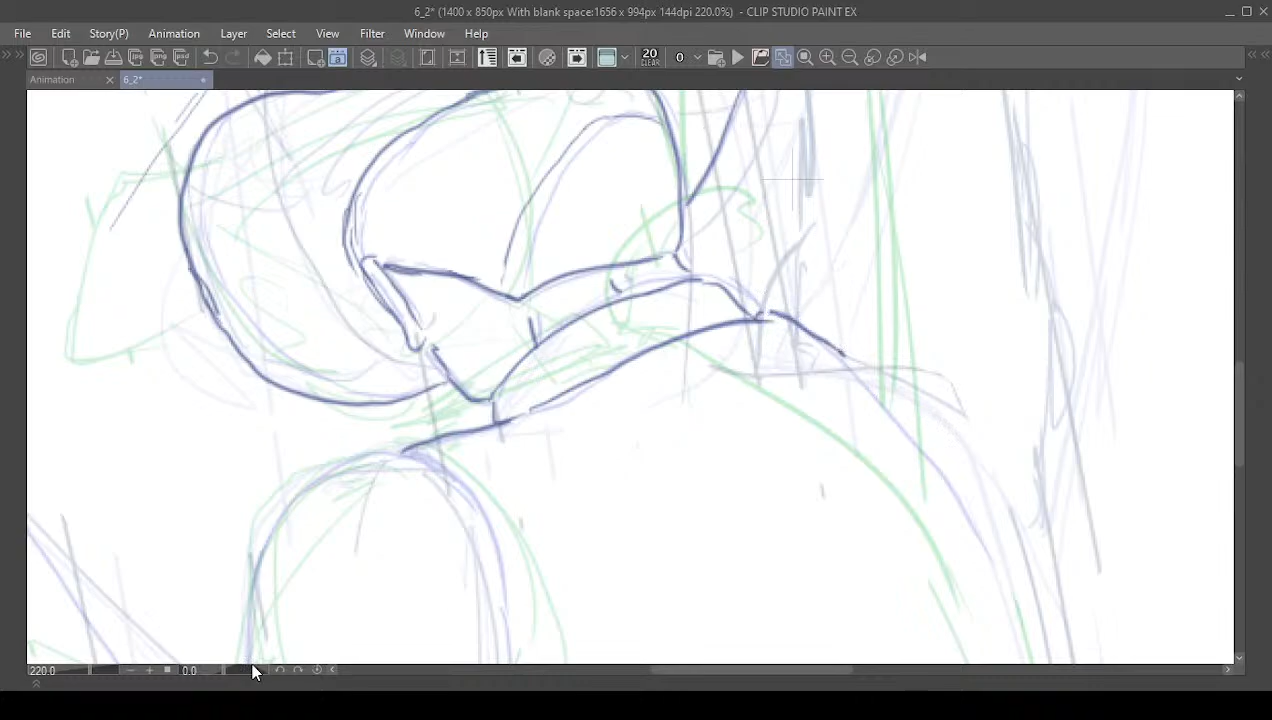 6_2* (1400 x 850px With blank space:1656 x 994px 144dpi 220.0%) - CLIP STUDIO PAINT EX
File Edit Story(P) Animation Layer Select View Filter Window Help
20 CLEAR 0
Animation 6_2*
220.0 0.0